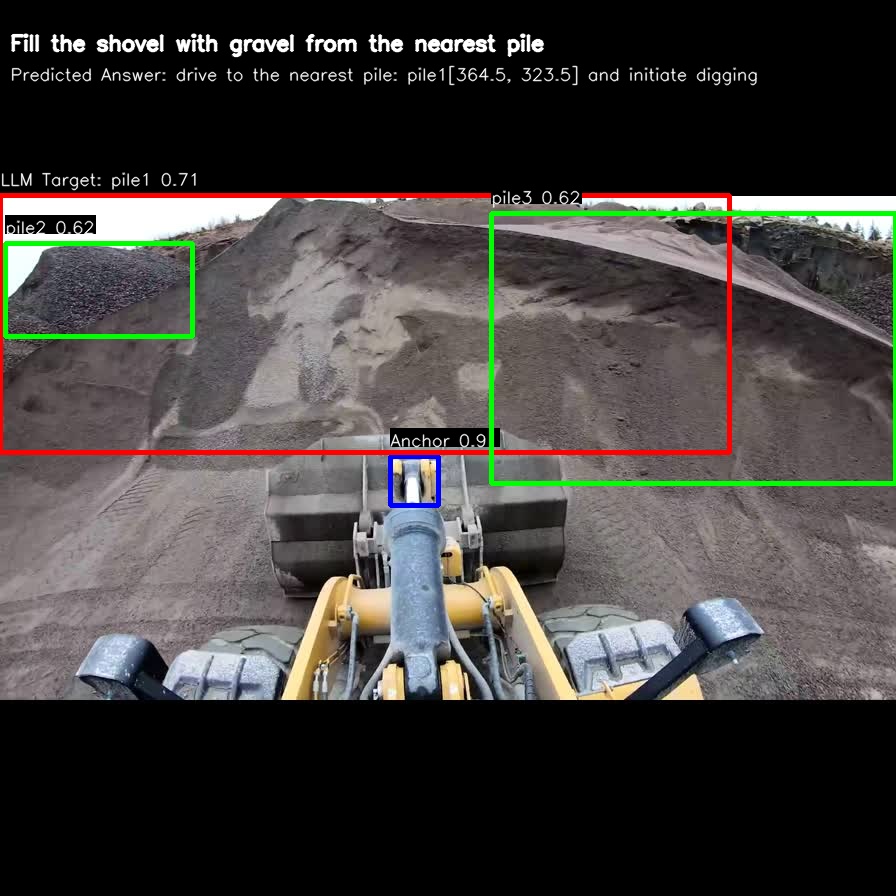 Fill the shovel with gravel from the nearest pile
Predicted Answer: drive to the nearest pile: pile1[364.5, 323.5] and initiate digging
LLM Target: pile1 0.71
pile3 0.62
pile2 0.62
Anchor 0.9